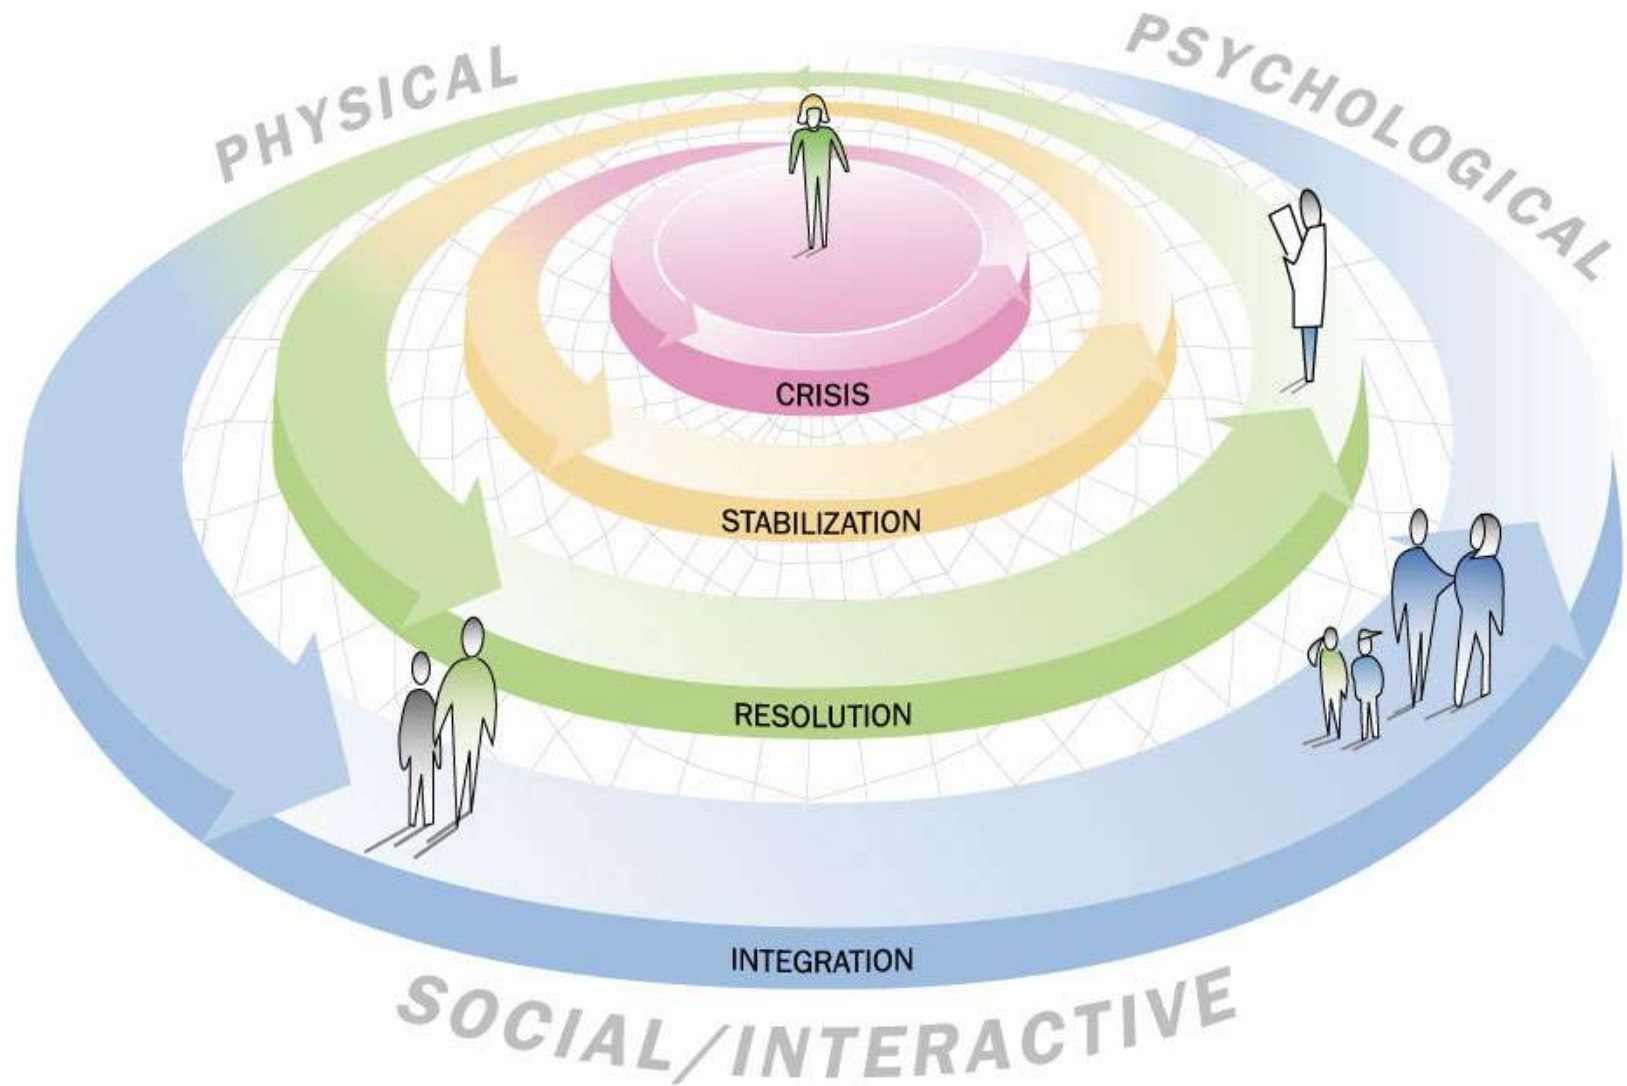 PHYSICAL
PSYCHOLOGICAL
CRISIS
STABILIZATION
RESOLUTION
INTEGRATION
SOCIAL/INTERACTIVE